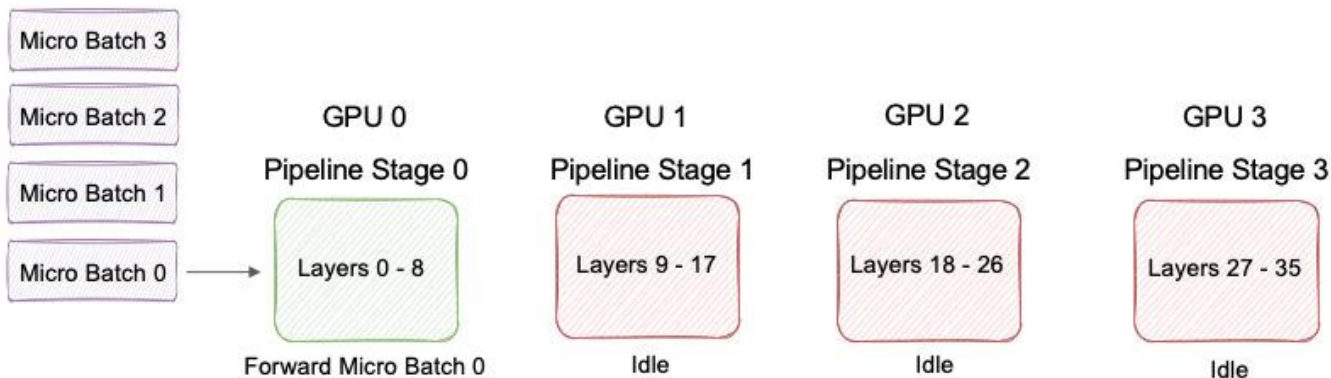 Micro Batch 3
Micro Batch 2
Micro Batch 1
Micro Batch 0
GPU 0
Pipeline Stage 0
Layers 0 - 8
Forward Micro Batch 0
GPU 1
Pipeline Stage 1
Layers 9 - 17
Idle
GPU 2
Pipeline Stage 2
Layers 18 - 26
Idle
GPU 3
Pipeline Stage 3
Layers 27 - 35
Idle